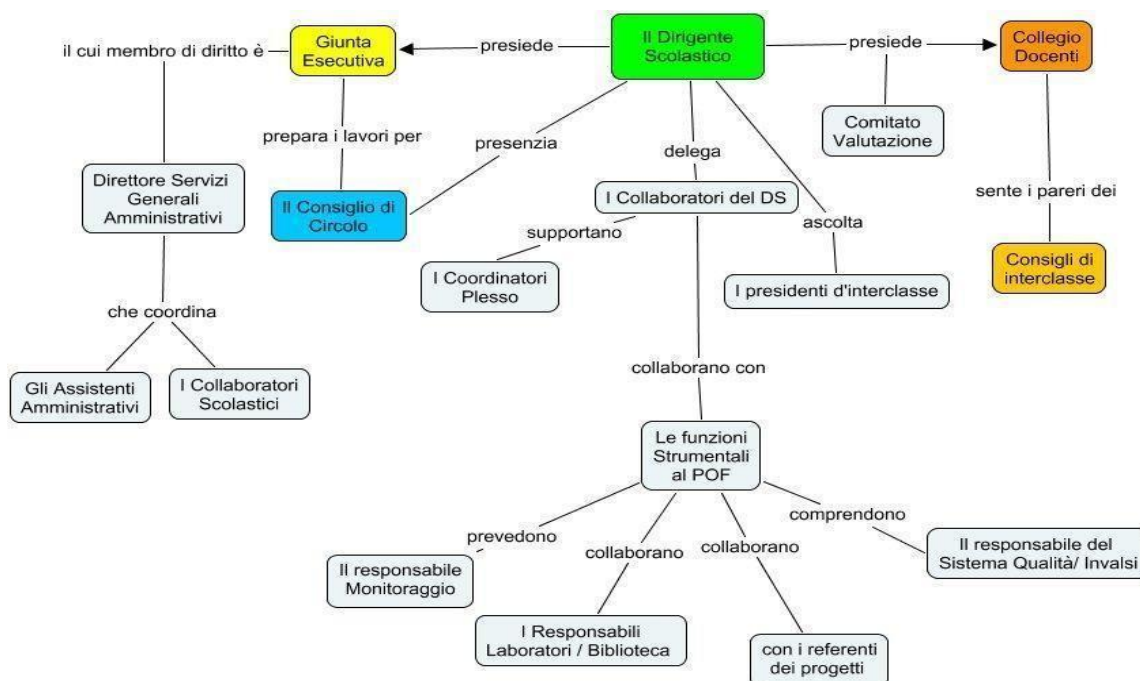 il cui membro di diritto è
Giunta
Esecutiva
presiede
Il Dirigente
Scolastico
presiede
Collegio
Docenti
Comitato
Valutazione
prepara i lavori per
presenzia
delega
Direttore Servizi
Generali
Amministrativi
Il Consiglio di
Circolo
I Collaboratori del DS
sente i pareri dei
supportano
ascolta
I Coordinatori
Plesso
I presidenti d'interclasse
Consigli di
interclasse
che coordina
Gli Assistenti
Amministrativi
I Collaboratori
Scolastici
collaborano con
Le funzioni
Strumentali
al POF
prevedono
collaborano
collaborano
comprendono
Il responsabile
Monitoraggio
I Responsabili
Laboratori / Biblioteca
con i referenti
dei progetti
Il responsabile del
Sistema Qualità/ Invalsi